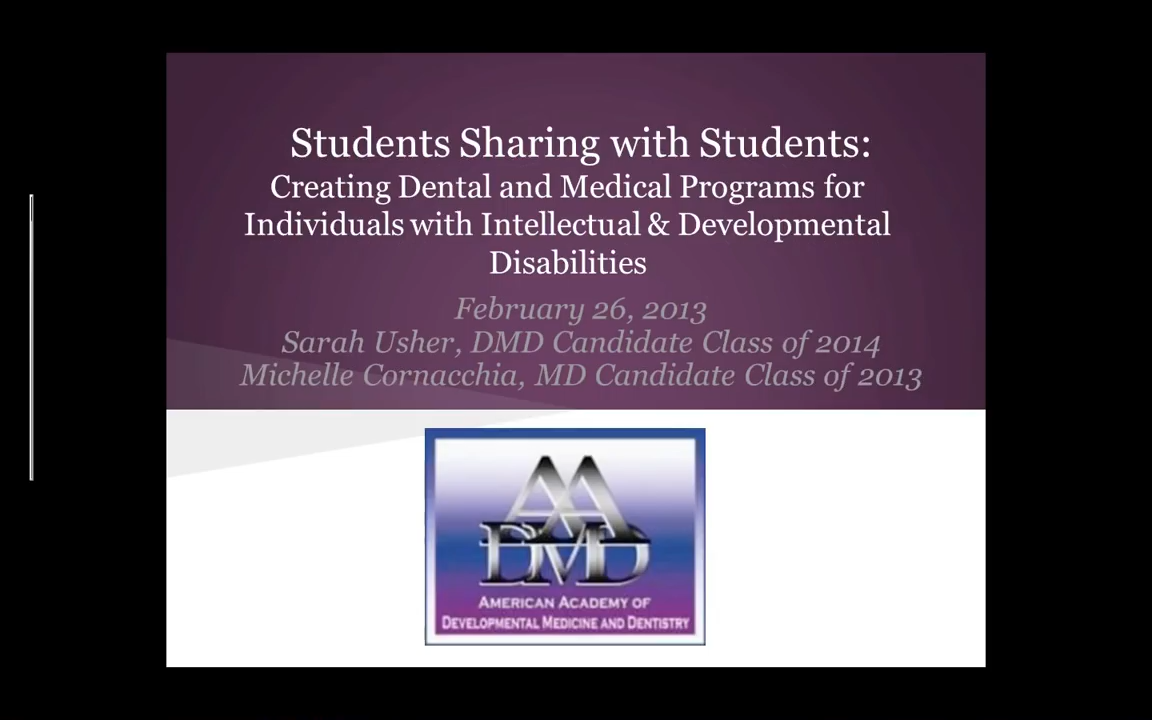 Students Sharing with Students:
Creating Dental and Medical Programs for
Individuals with Intellectual & Developmental
Disabilities
February 26, 2013
Sarah Usher, DMD Candidate Class of 2014
Michelle Cornacchia, MD Candidate Class of 2013
AA
DMD
AMERICAN ACADEMY OF
DEVELOPMENTAL MEDICINE AND DENTISTRY